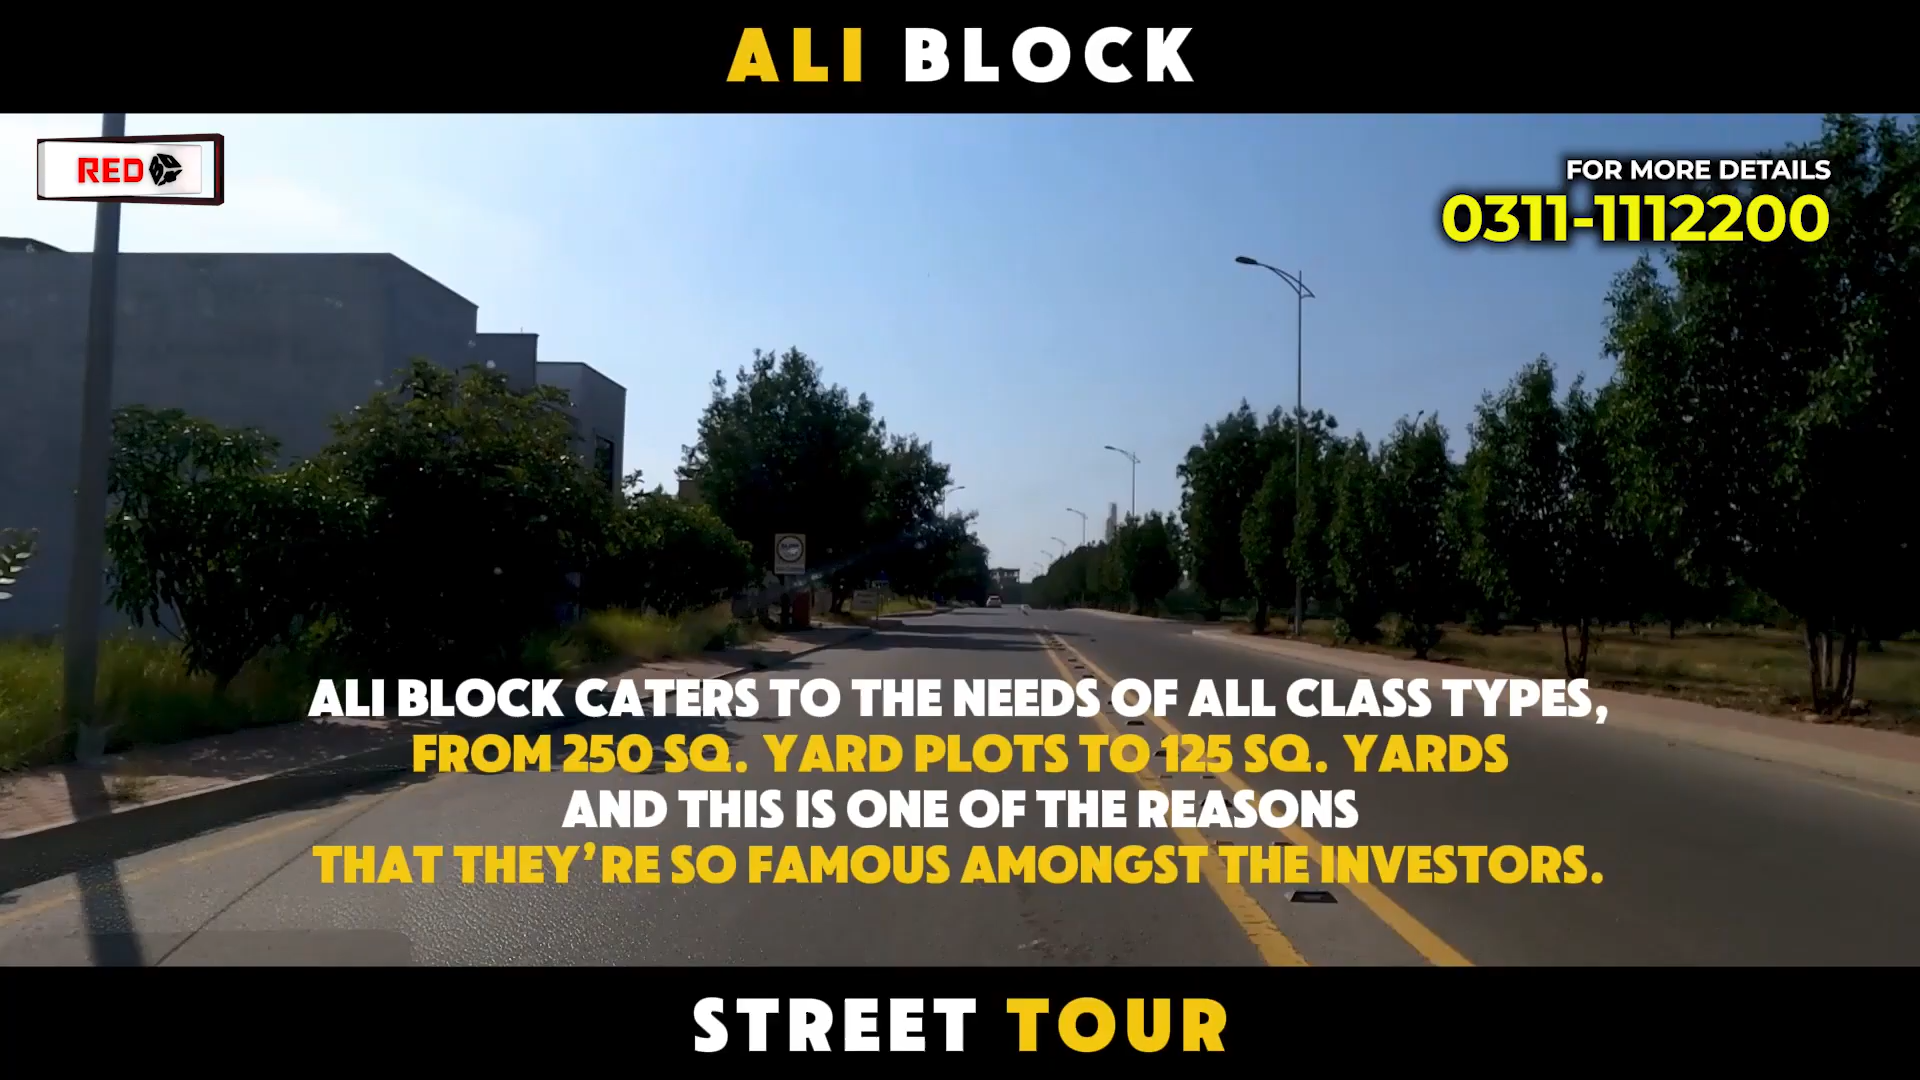 ALI BLOCK
RED
FOR MORE DETAILS
0311-1112200
ALI BLOCK CATERS TO THE NEEDS OF ALL CLASS TYPES,
FROM 250 SQ. YARD PLOTS TO 125 SQ. YARDS
AND THIS IS ONE OF THE REASONS
THAT THEY'RE SO FAMOUS AMONGST THE INVESTORS.
STREET TOUR